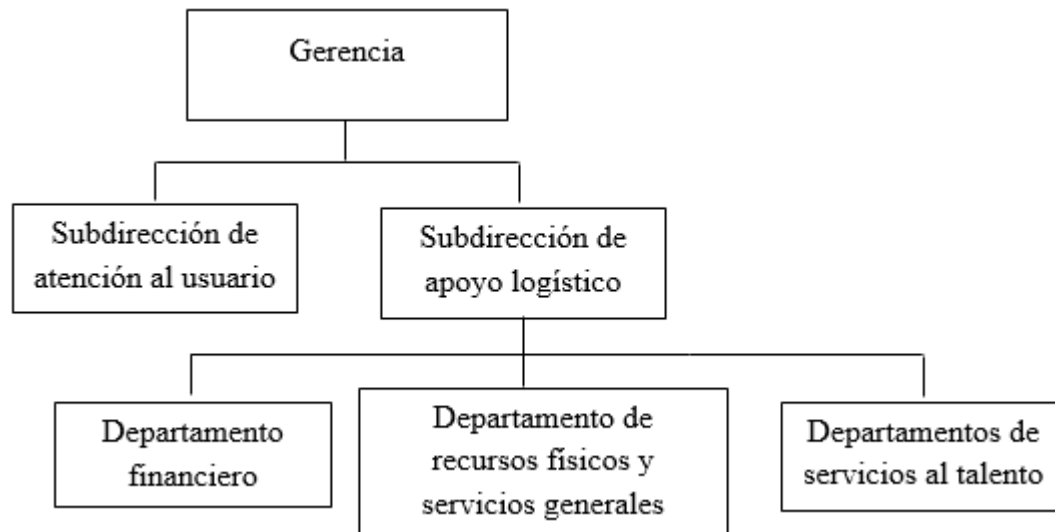 Gerencia
Subdirección de
atención al usuario
Subdirección de
apoyo logístico
Departamento
financiero
Departamento de
recursos físicos y
servicios generales
Departamentos de
servicios al talento